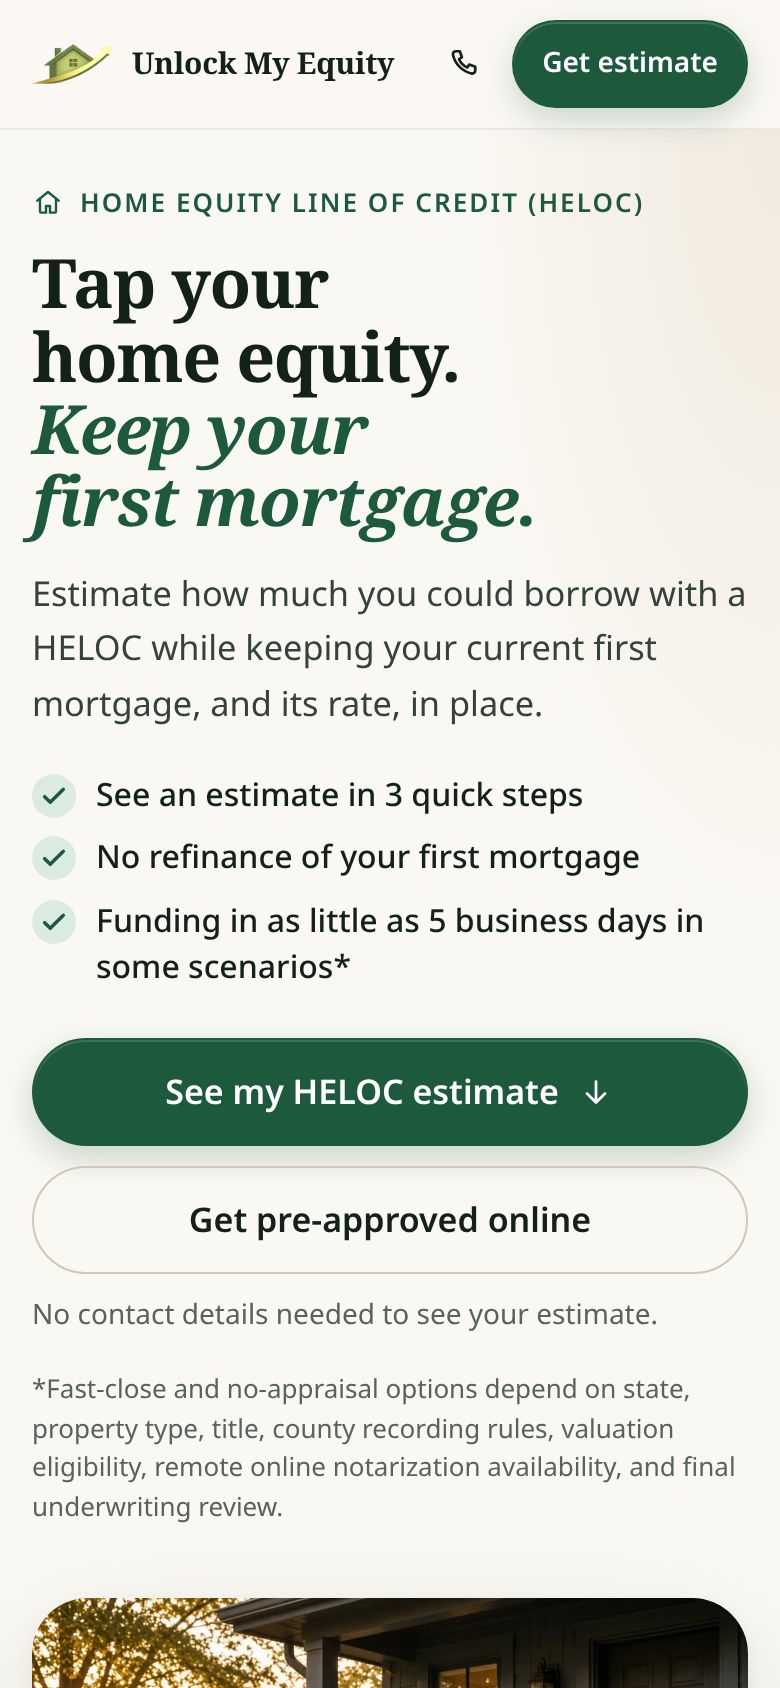 Unlock My Equity
Get estimate
HOME EQUITY LINE OF CREDIT (HELOC)
Tap your
home equity.
Keep your
first mortgage.
Estimate how much you could borrow with a
HELOC while keeping your current first
mortgage, and its rate, in place.
See an estimate in 3 quick steps
No refinance of your first mortgage
Funding in as little as 5 business days in
some scenarios*
See my HELOC estimate
Get pre-approved online
No contact details needed to see your estimate.
*Fast-close and no-appraisal options depend on state,
property type, title, county recording rules, valuation
eligibility, remote online notarization availability, and final
underwriting review.